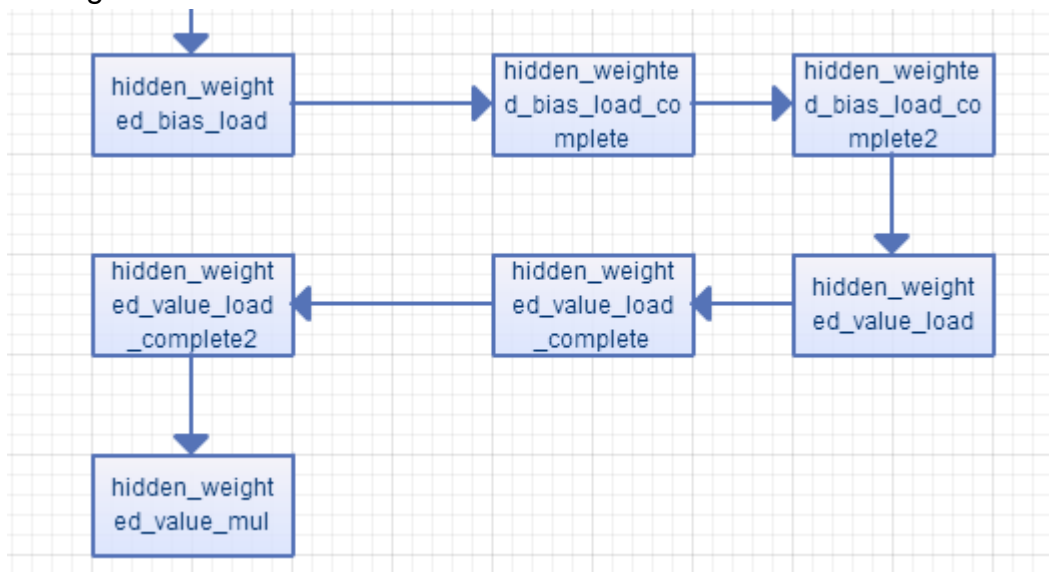 hidden_weight
ed_bias_load
hidden_weighte
d_bias_load_co
mplete
hidden_weighte
d_bias_load_co
mplete2
hidden_weight
ed_value_load
_complete2
hidden_weight
ed_value_load
_complete
hidden_weight
ed_value_load
hidden_weight
ed_value_mul